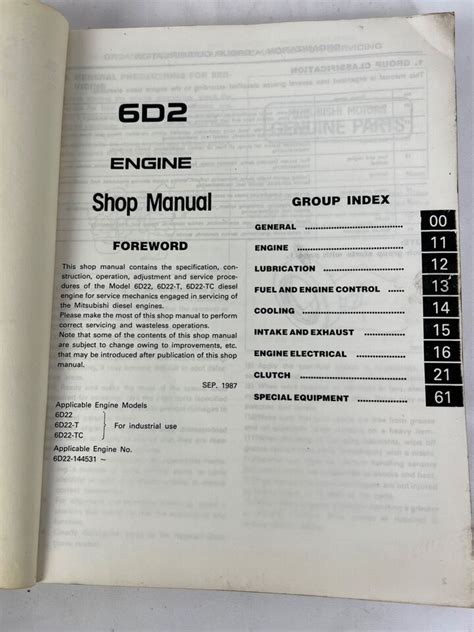 6D2
ENGINE
Shop Manual
FOREWORD
This shop manual contains the specification, con-
struction, operation, adjustment and service proce-
dures of the Model 6D22, 6D22-T, 6D22-TC diesel
engine for service mechanics engaged in servicing of
the Mitsubishi diesel engines.
Please make the most of this shop manual to perform
correct servicing and wasteless operations.
Note that some of the contents of this shop manual
are subject to change owing to improvements, etc.
that may be introduced after publication of this shop
manual.
SEP. 1987
Applicable Engine Models
6D22
6D22-T } For industrial use
6D22-TC
Applicable Engine No.
6D22-144531 ~
GROUP INDEX
GENERAL .......................... 00
ENGINE ............................ 11
LUBRICATION ..................... 12
FUEL AND ENGINE CONTROL ...... 13
COOLING .......................... 14
INTAKE AND EXHAUST ............. 15
ENGINE ELECTRICAL .............. 16
CLUTCH ........................... 21
SPECIAL EQUIPMENT .............. 61